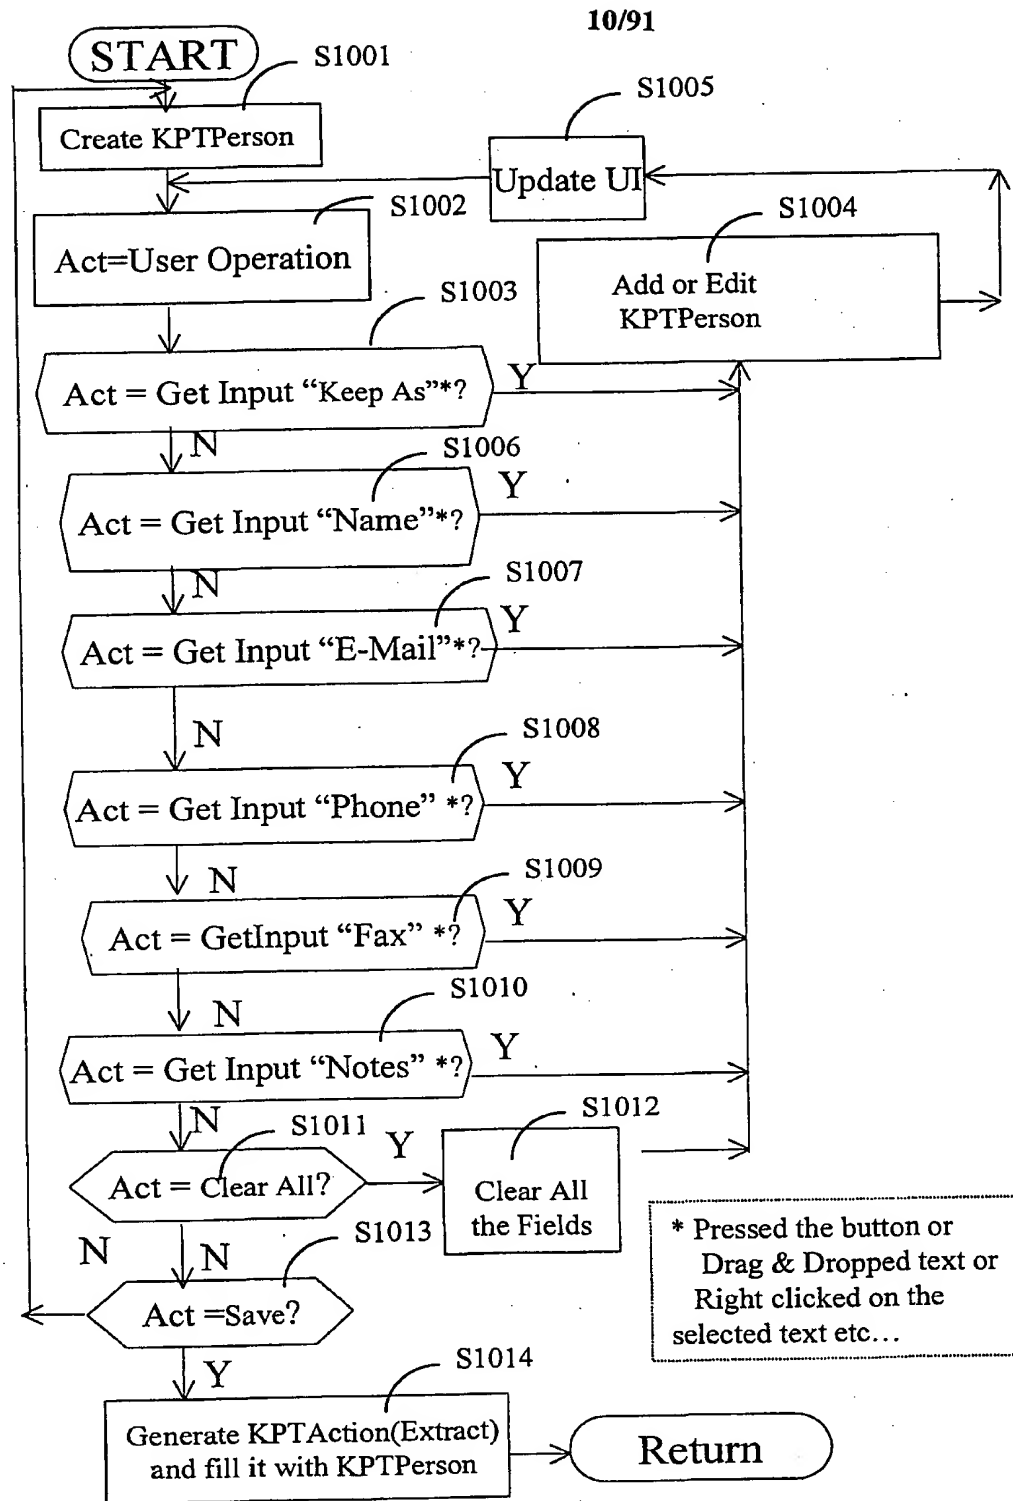 10/91
START
S1001
S1005
Create KPTPerson
Update UI
S1002
S1004
Act=User Operation
Add or Edit
KPTPerson
S1003
Act = Get Input “Keep As”*?
Y
N
S1006
Y
Act = Get Input “Name”*?
N
S1007
Y
Act = Get Input “E-Mail”*?
N
S1008
Y
Act = Get Input “Phone” *?
N
S1009
Y
Act = GetInput “Fax” *?
N
S1010
Y
Act = Get Input “Notes” *?
N
S1011
Y
S1012
Act = Clear All?
Clear All
the Fields
N
N
S1013
Act =Save?
* Pressed the button or
Drag & Dropped text or
Right clicked on the
selected text etc...
Y
S1014
Generate KPTAction(Extract)
and fill it with KPTPerson
Return